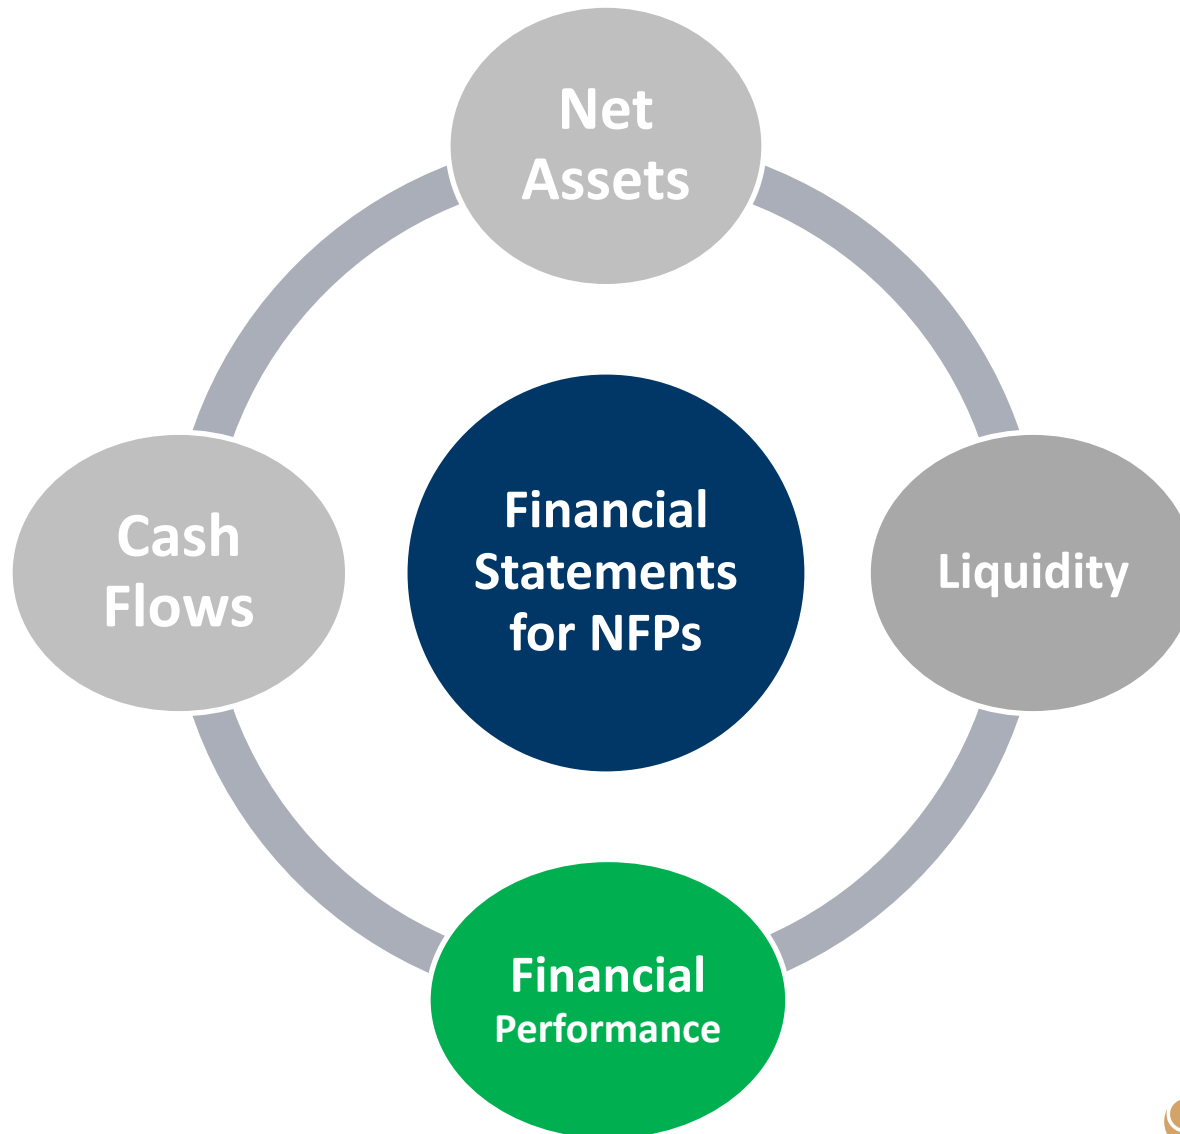 Net
Assets
Cash
Flows
Financial
Statements
for NFPs
Liquidity
Financial
Performance